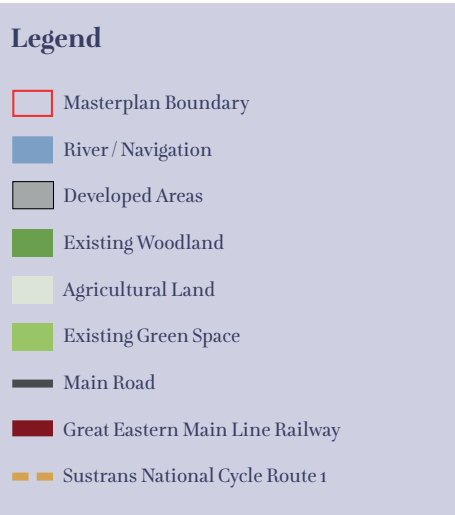 Legend
Masterplan Boundary
River / Navigation
Developed Areas
Existing Woodland
Agricultural Land
Existing Green Space
Main Road
Great Eastern Main Line Railway
Sustrans National Cycle Route 1